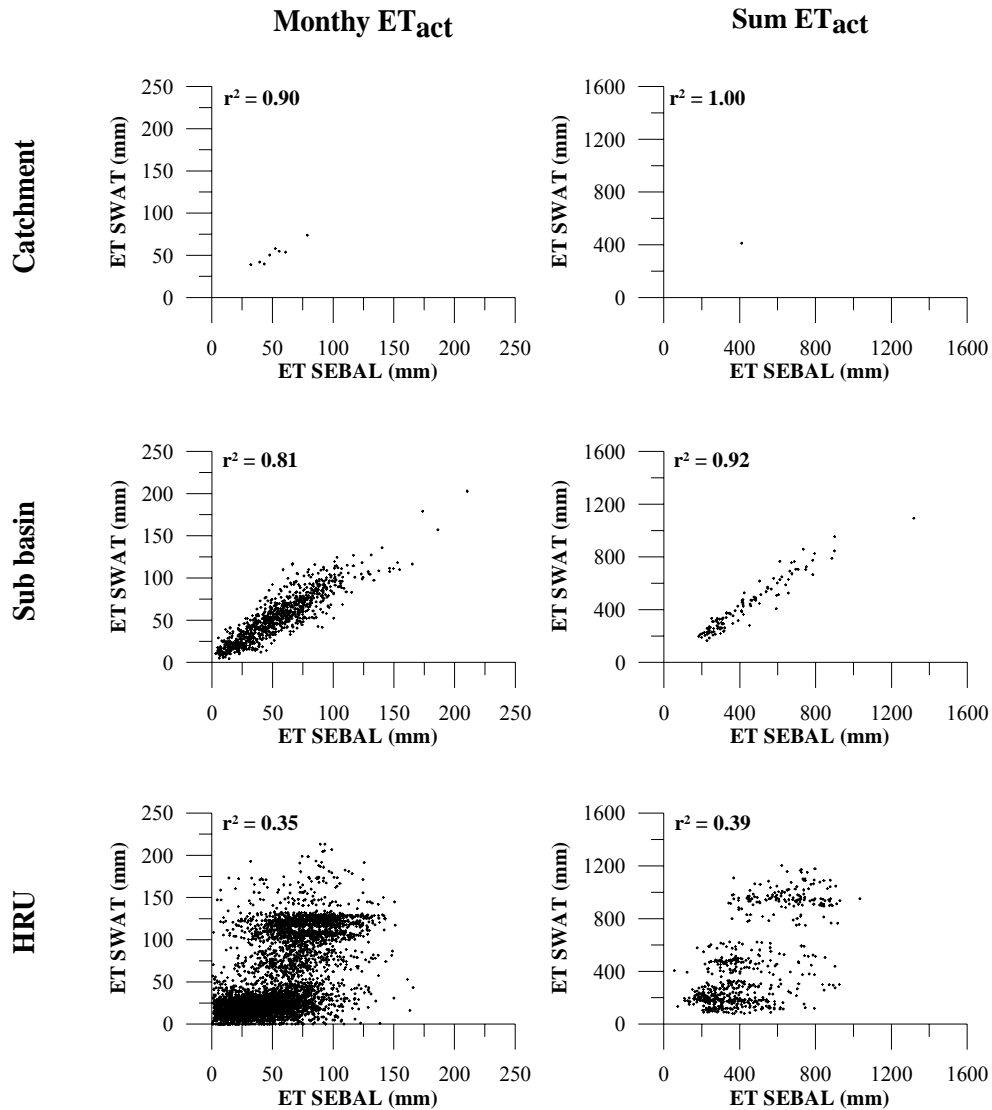 Monthy ETact
Sum ETact
Catchment
r² = 0.90
250
200
150
100
50
0
ET SWAT (mm)
0 50 100 150 200 250
ET SEBAL (mm)
r² = 1.00
1600
1200
800
400
0
ET SWAT (mm)
0 400 800 1200 1600
ET SEBAL (mm)
Sub basin
r² = 0.81
250
200
150
100
50
0
ET SWAT (mm)
0 50 100 150 200 250
ET SEBAL (mm)
r² = 0.92
1600
1200
800
400
0
ET SWAT (mm)
0 400 800 1200 1600
ET SEBAL (mm)
HRU
r² = 0.35
250
200
150
100
50
0
ET SWAT (mm)
0 50 100 150 200 250
ET SEBAL (mm)
r² = 0.39
1600
1200
800
400
0
ET SWAT (mm)
0 400 800 1200 1600
ET SEBAL (mm)